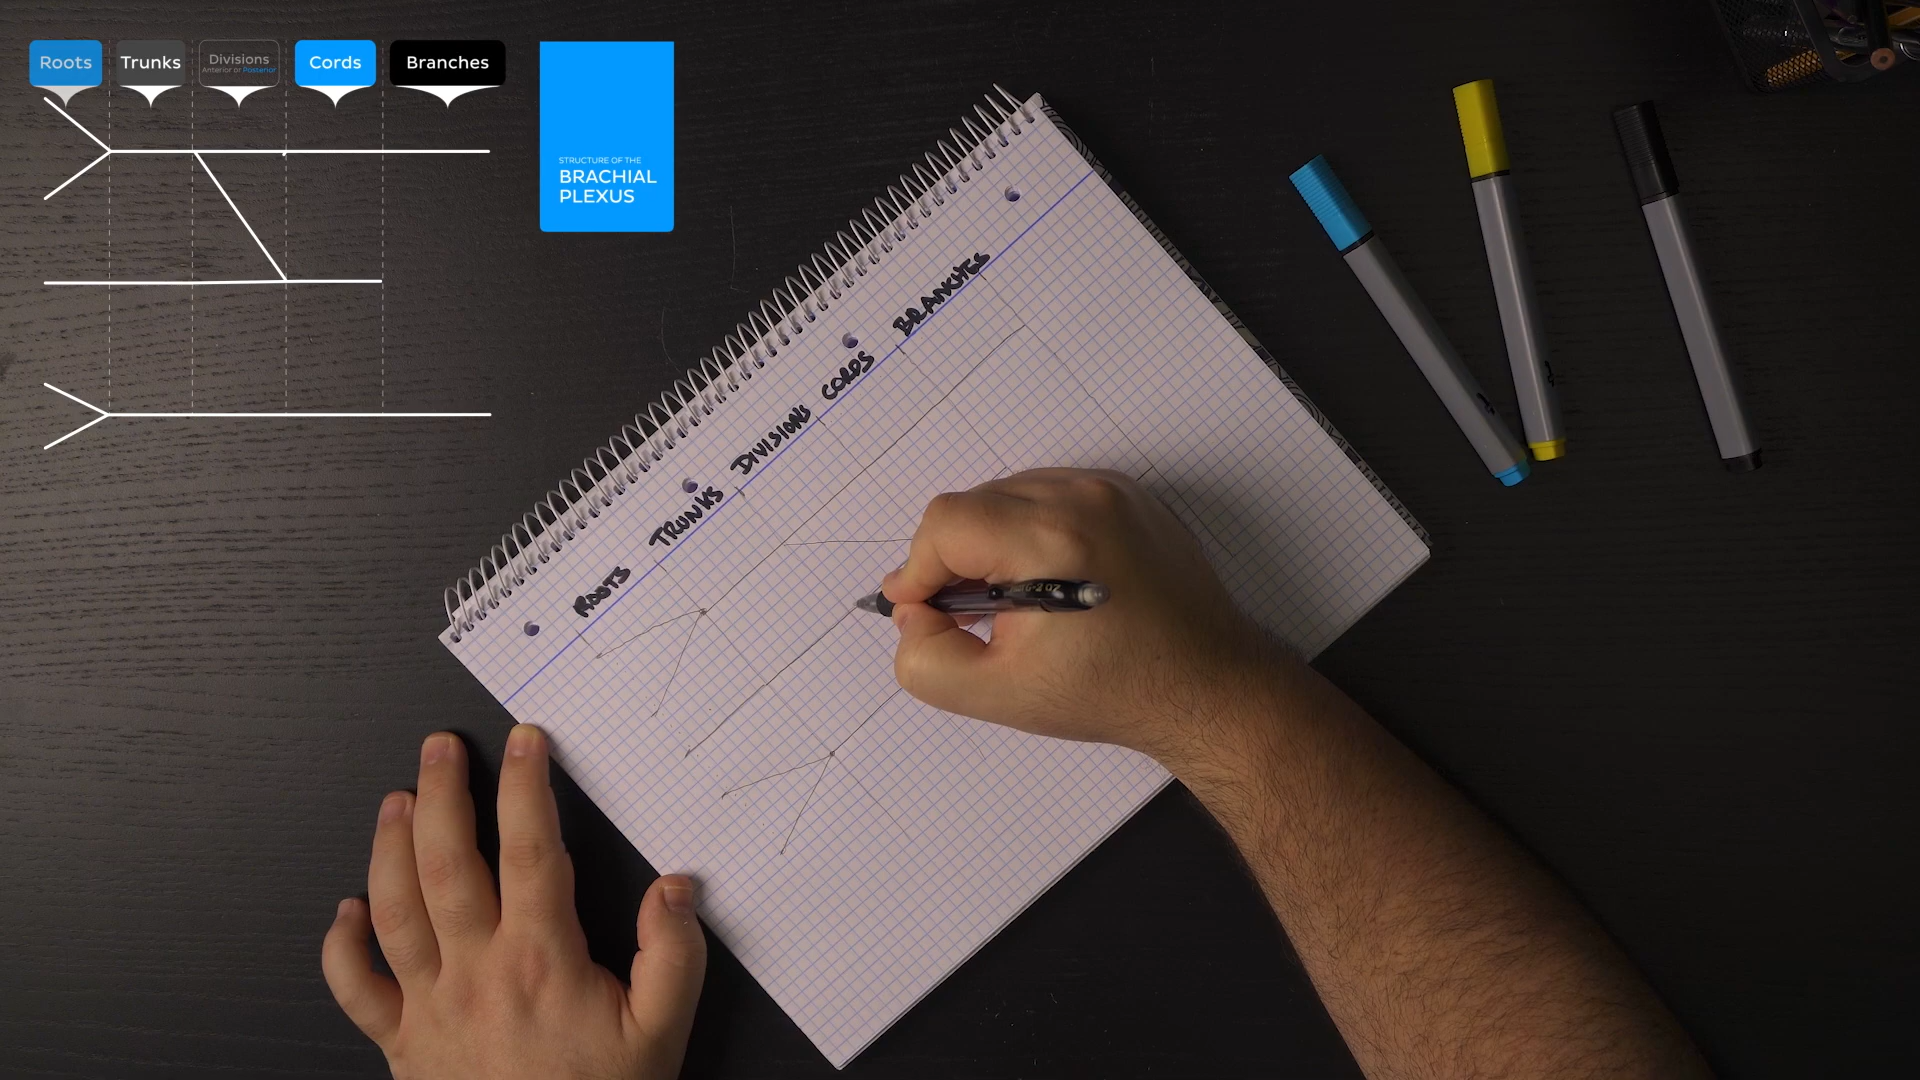 Roots
Trunks
Divisions
Anterior or Posterior
Cords
Branches
STRUCTURE OF THE
BRACHIAL
PLEXUS
ROOTS
TRUNKS
DIVISIONS
CORDS
BRANCHES